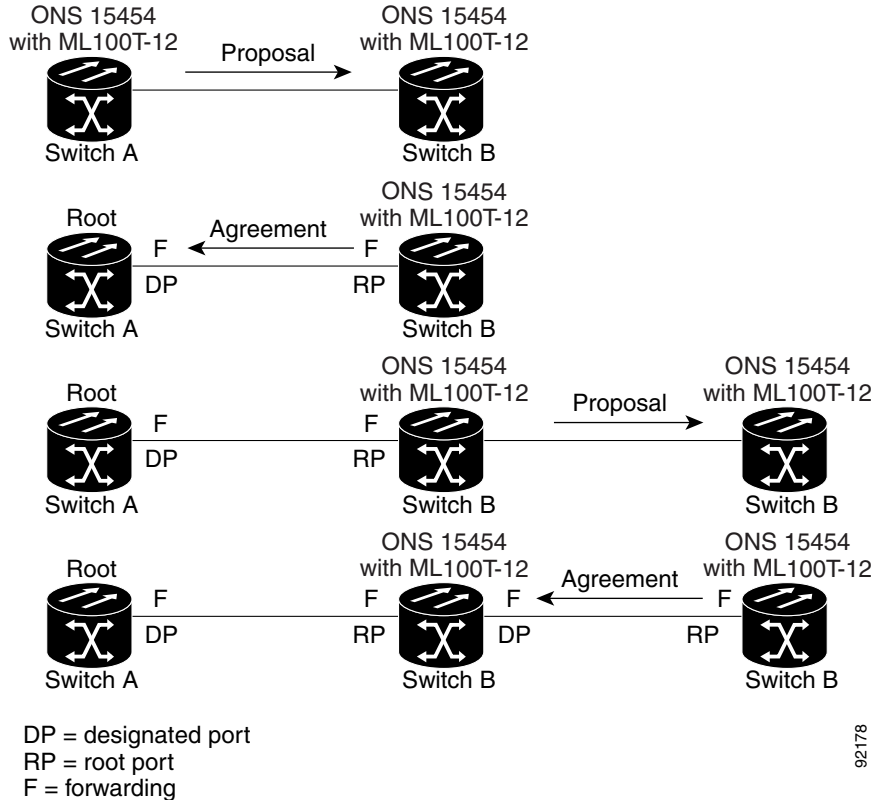 ONS 15454
with ML100T-12
Proposal
ONS 15454
with ML100T-12
Switch A
Switch B
Root
F
DP
Agreement
ONS 15454
with ML100T-12
F
RP
Switch A
Switch B
Root
F
DP
ONS 15454
with ML100T-12
F
RP
Proposal
ONS 15454
with ML100T-12
Switch A
Switch B
Switch B
Root
F
DP
ONS 15454
with ML100T-12
F
RP
F
DP
Agreement
ONS 15454
with ML100T-12
F
RP
Switch A
Switch B
Switch B
DP = designated port
RP = root port
F = forwarding
92178